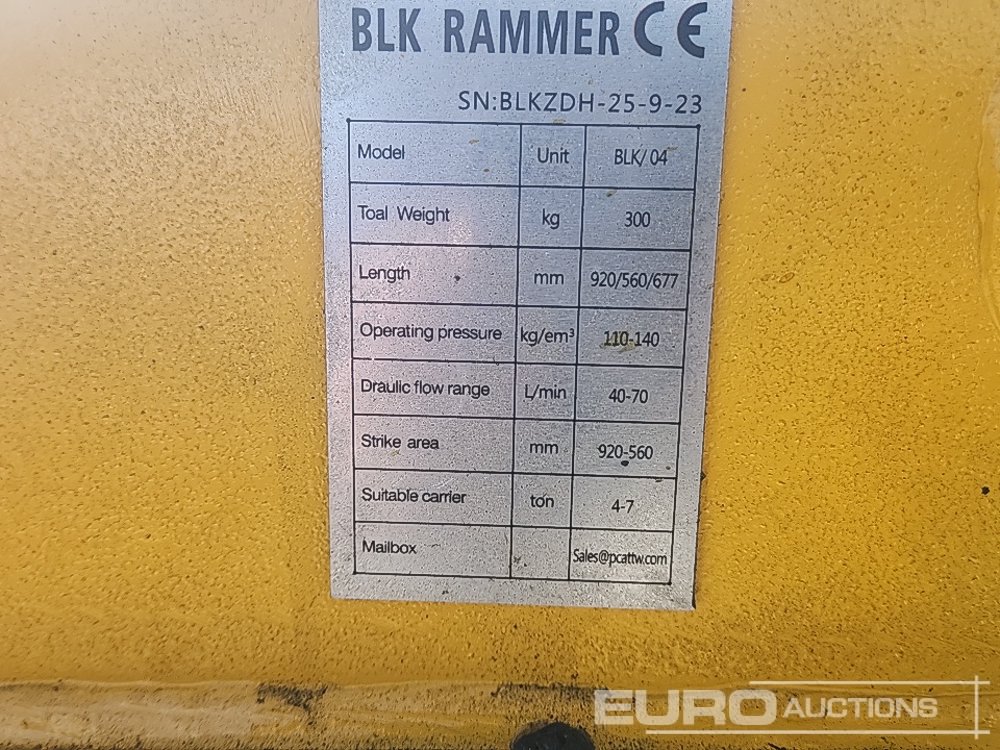 BLK RAMMER CE
SN:BLKZDH-25-9-23
Model Unit BLK/04
Toal Weight kg 300
Length mm 920/560/677
Operating pressure kg/em³ 110-140
Draulic flow range L/min 40-70
Strike area mm 920-560
Suitable carrier ton 4-7
Mailbox Sales@pcattw.com
EURO AUCTIONS